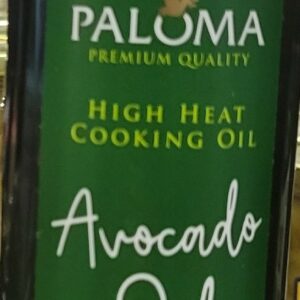 PALOMA
PREMIUM QUALITY
HIGH HEAT
COOKING OIL
Avocado